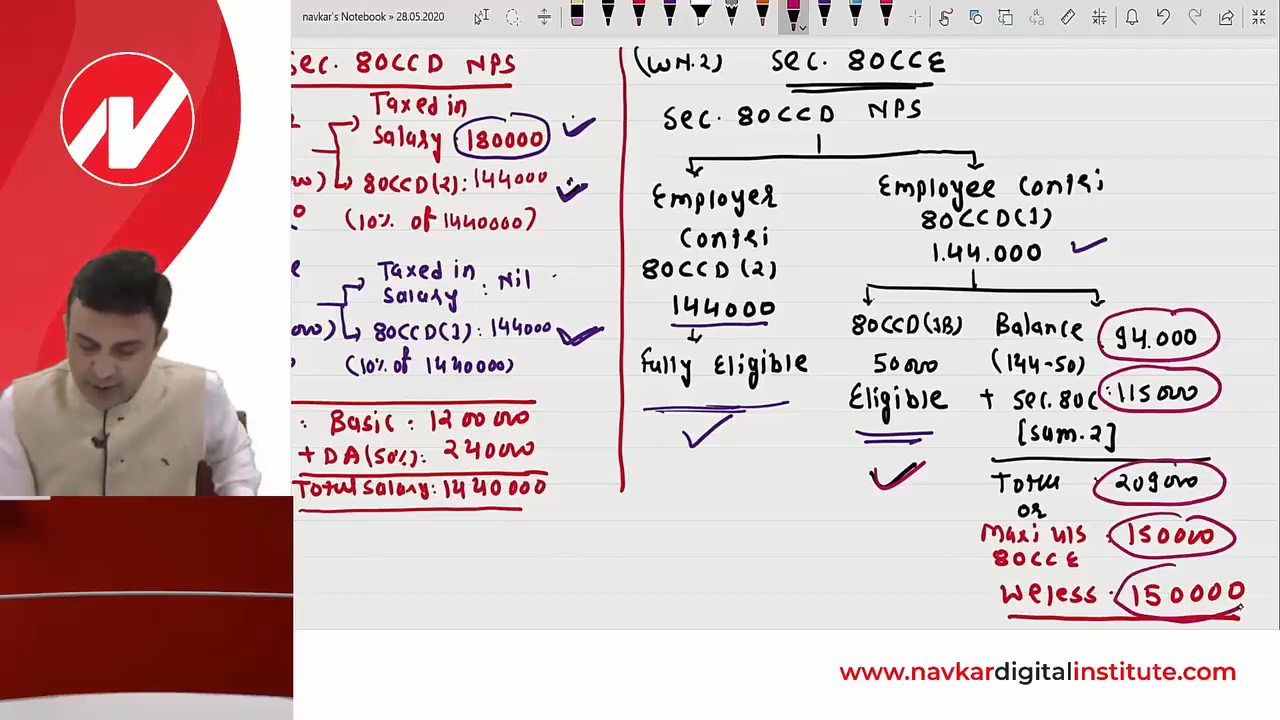 navkar's Notebook » 28.05.2020
Sec. 80CCD NPS
Taxed in
Salary 180000
80CCD(2): 144000
(10% of 1440000)
Taxed in
Salary : Nil
80CCD(1): 144000
(10% of 1440000)
: Basic : 1200000
+ DA (50%): 240000
Total Salary: 1440000
(WN.2) Sec. 80CCE
Sec. 80CCD NPS
Employer
Contri
80CCD (2)
144000
Fully Eligible
Employee Contri
80CCD(1)
1.44.000
80CCD(1B)
50000
Eligible
Balance 94.000
(144-50)
+ Sec. 80C : 115000
[Sum. 2]
Total : 209000
or
Maxi u/s : 150000
80CCE
WE less : 150000
www.navkardigitalinstitute.com